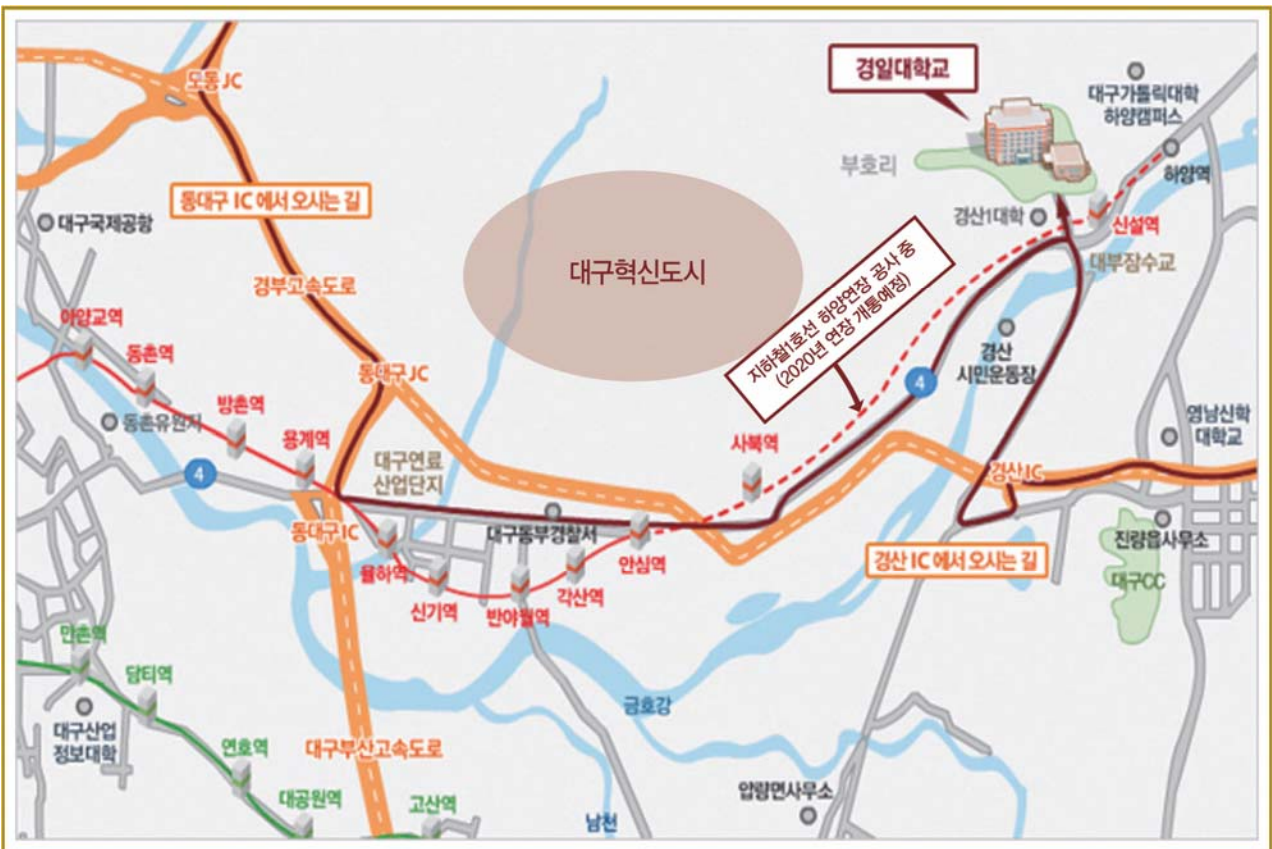 도동JC
경일대학교
대구가톨릭대학
하양캠퍼스
부호리
하양역
동대구 IC 에서 오시는 길
대구국제공항
경산1대학
신설역
대부잠수교
대구혁신도시
지하철1호선 하양연장 공사 중
(2020년 연장 개통예정)
경부고속도로
아양교역
동촌역
경산
시민운동장
동대구JC
4
방촌역
동촌유원지
영남신학
대학교
용계역
사복역
대구연료
산업단지
4
경산IC
동대구IC
대구동부경찰서
진량읍사무소
안심역
경산 IC 에서 오시는 길
율하역
신기역
반야월역
각산역
대구CC
만촌역
담티역
금호강
대구산업
정보대학
연호역
대구부산고속도로
대공원역
고산역
남천
압량면사무소